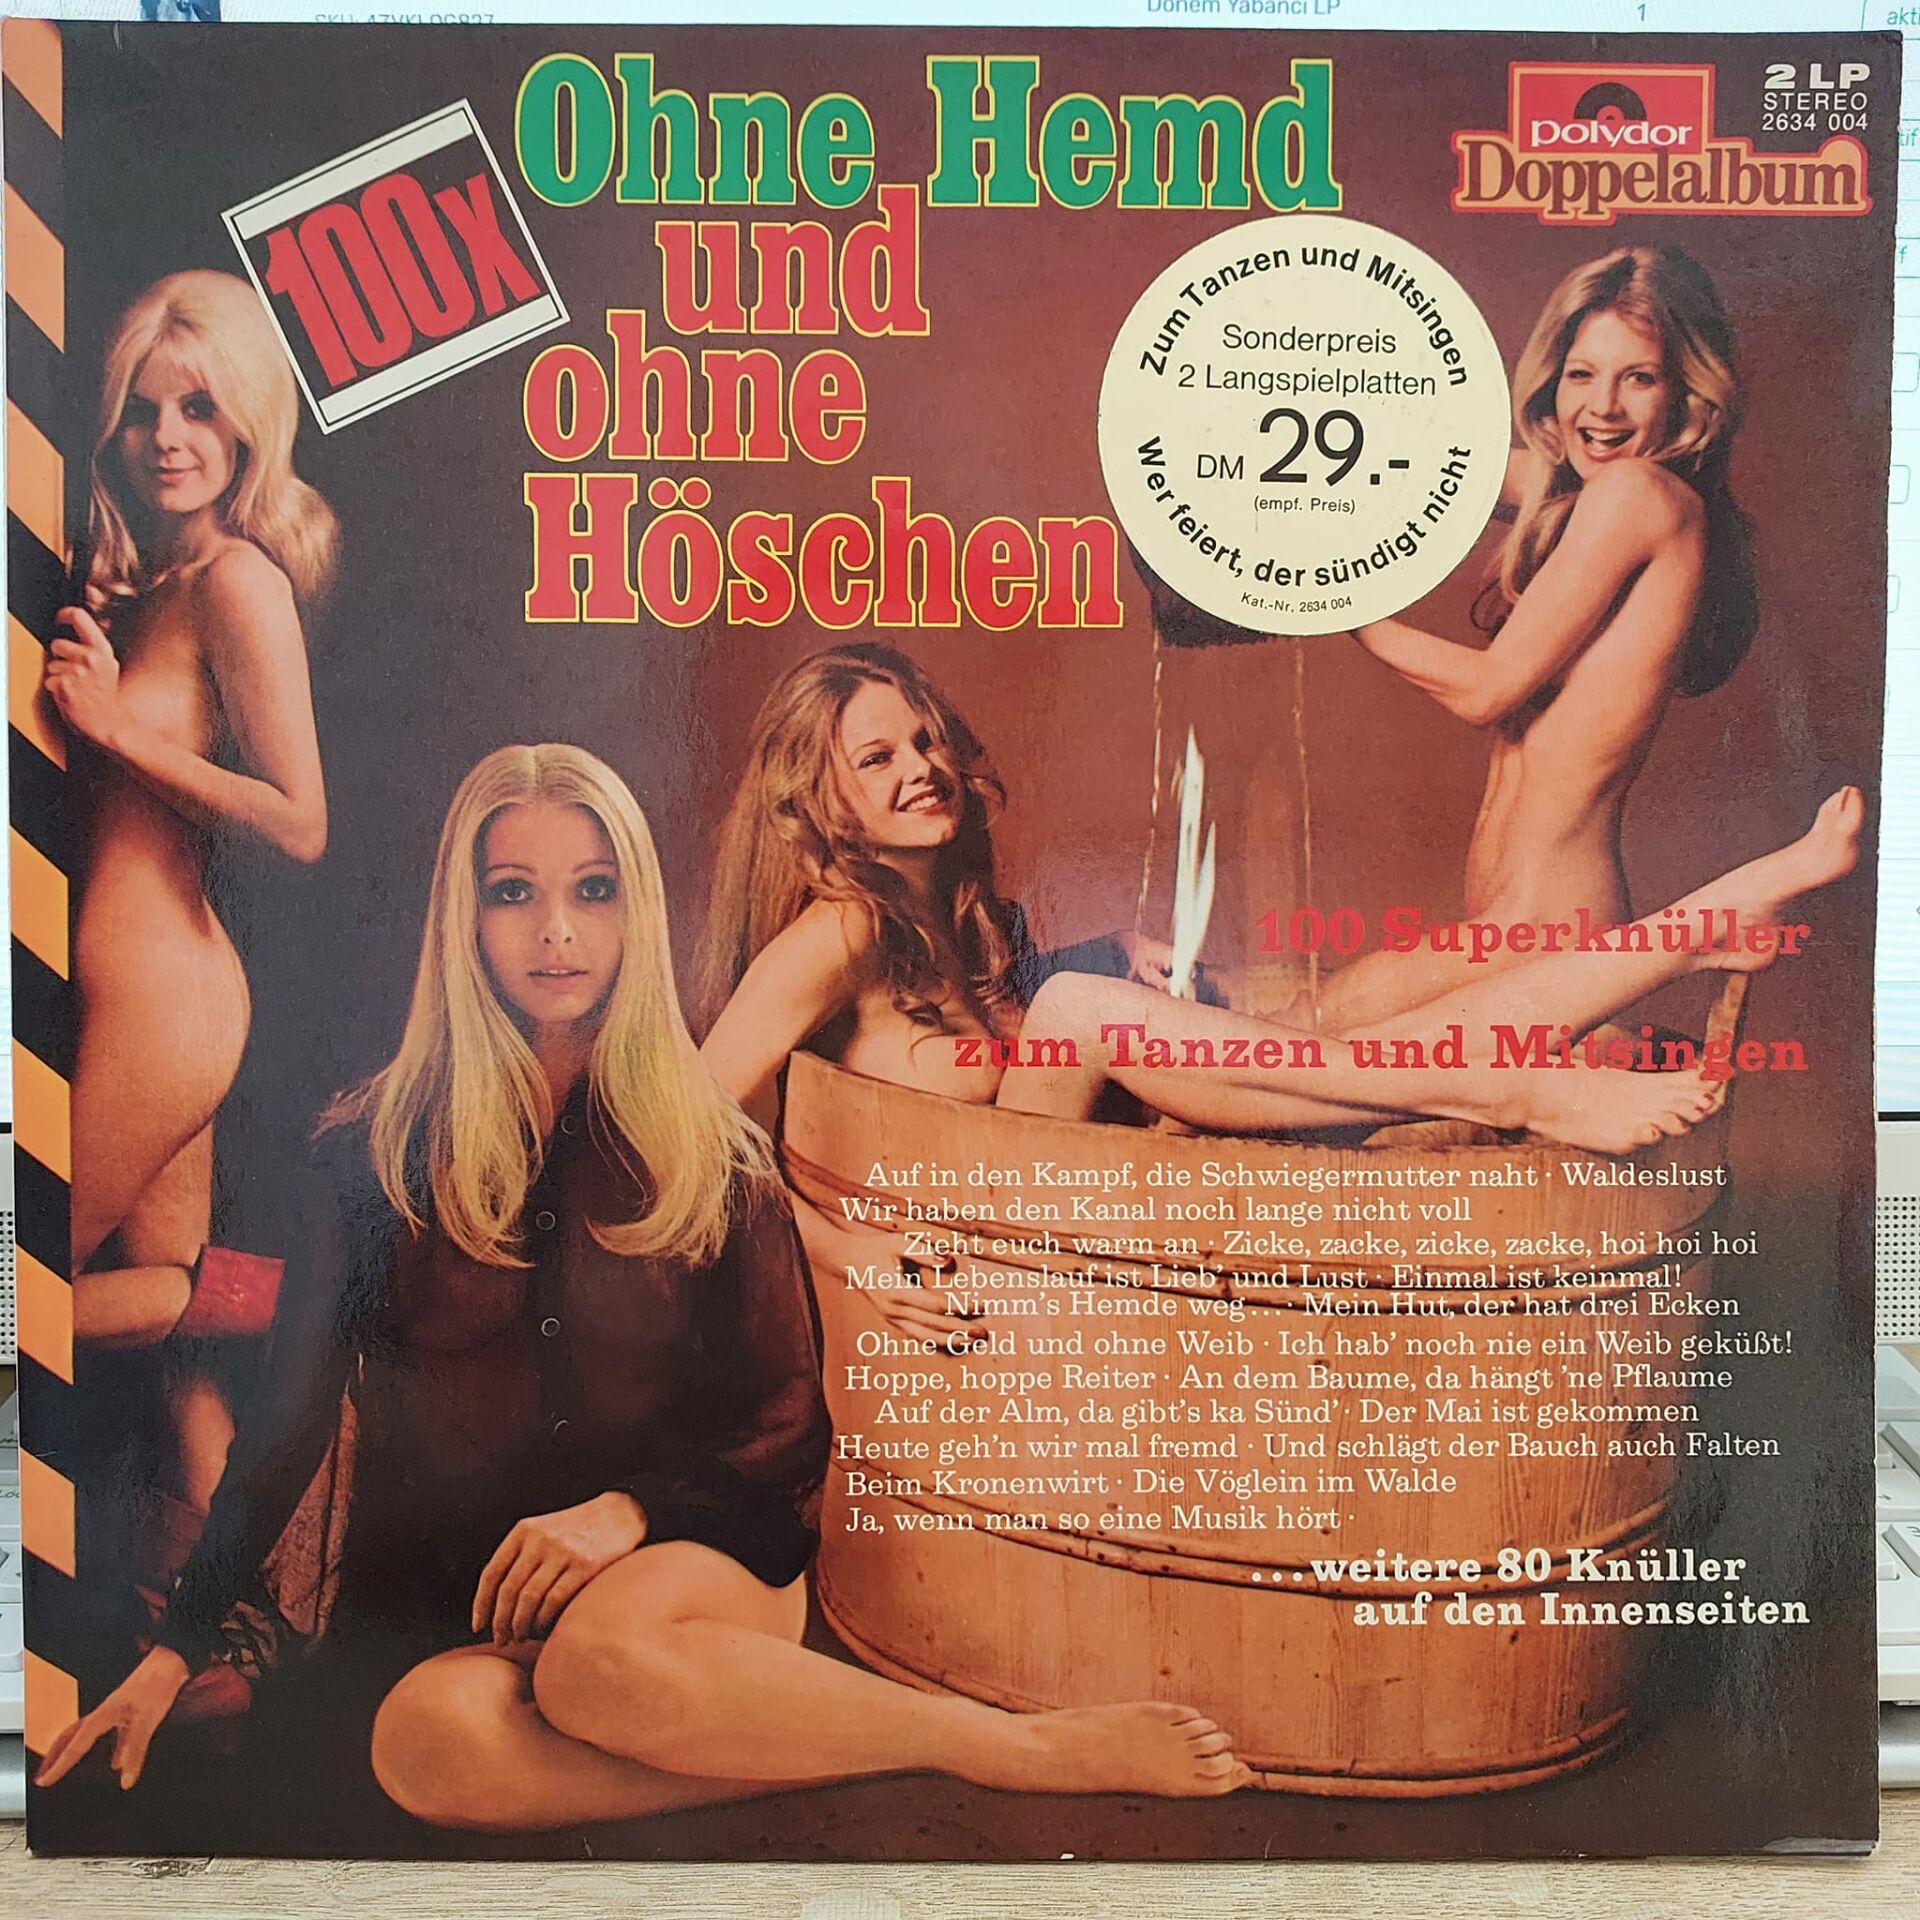 SKU: 47YKLOG827
Dönem Yabancı LP
1
100x
Ohne Hemd
und
ohne
Höschen
polydor
Doppelalbum
2 LP
STEREO
2634 004
Zum Tanzen und Mitsingen
Sonderpreis
2 Langspielplatten
DM 29.-
(empf. Preis)
Wer feiert, der sündigt nicht
Kat.-Nr. 2634 004
100 Superknüller
zum Tanzen und Mitsingen
Auf in den Kampf, die Schwiegermutter naht · Waldeslust
Wir haben den Kanal noch lange nicht voll
Zieht euch warm an · Zicke, zacke, zicke, zacke, hoi hoi hoi
Mein Lebenslauf ist Lieb' und Lust · Einmal ist keinmal!
Nimm's Hemde weg ... · Mein Hut, der hat drei Ecken
Ohne Geld und ohne Weib · Ich hab' noch nie ein Weib geküßt!
Hoppe, hoppe Reiter · An dem Baume, da hängt 'ne Pflaume
Auf der Alm, da gibt's ka Sünd' · Der Mai ist gekommen
Heute geh'n wir mal fremd · Und schlägt der Bauch auch Falten
Beim Kronenwirt · Die Vöglein im Walde
Ja, wenn man so eine Musik hört ·
...weitere 80 Knüller
auf den Innenseiten